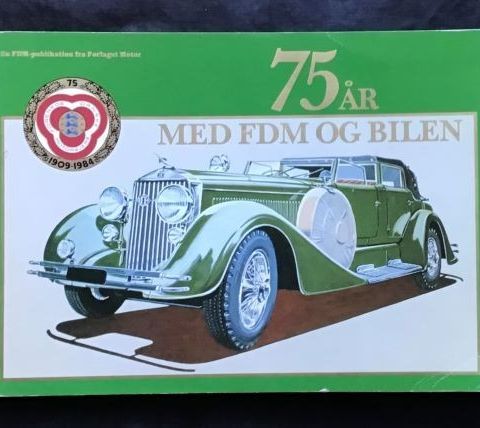 En FDM-publikation fra Forlaget Motor
75 ÅR
MED FDM OG BILEN
75
1909-1984